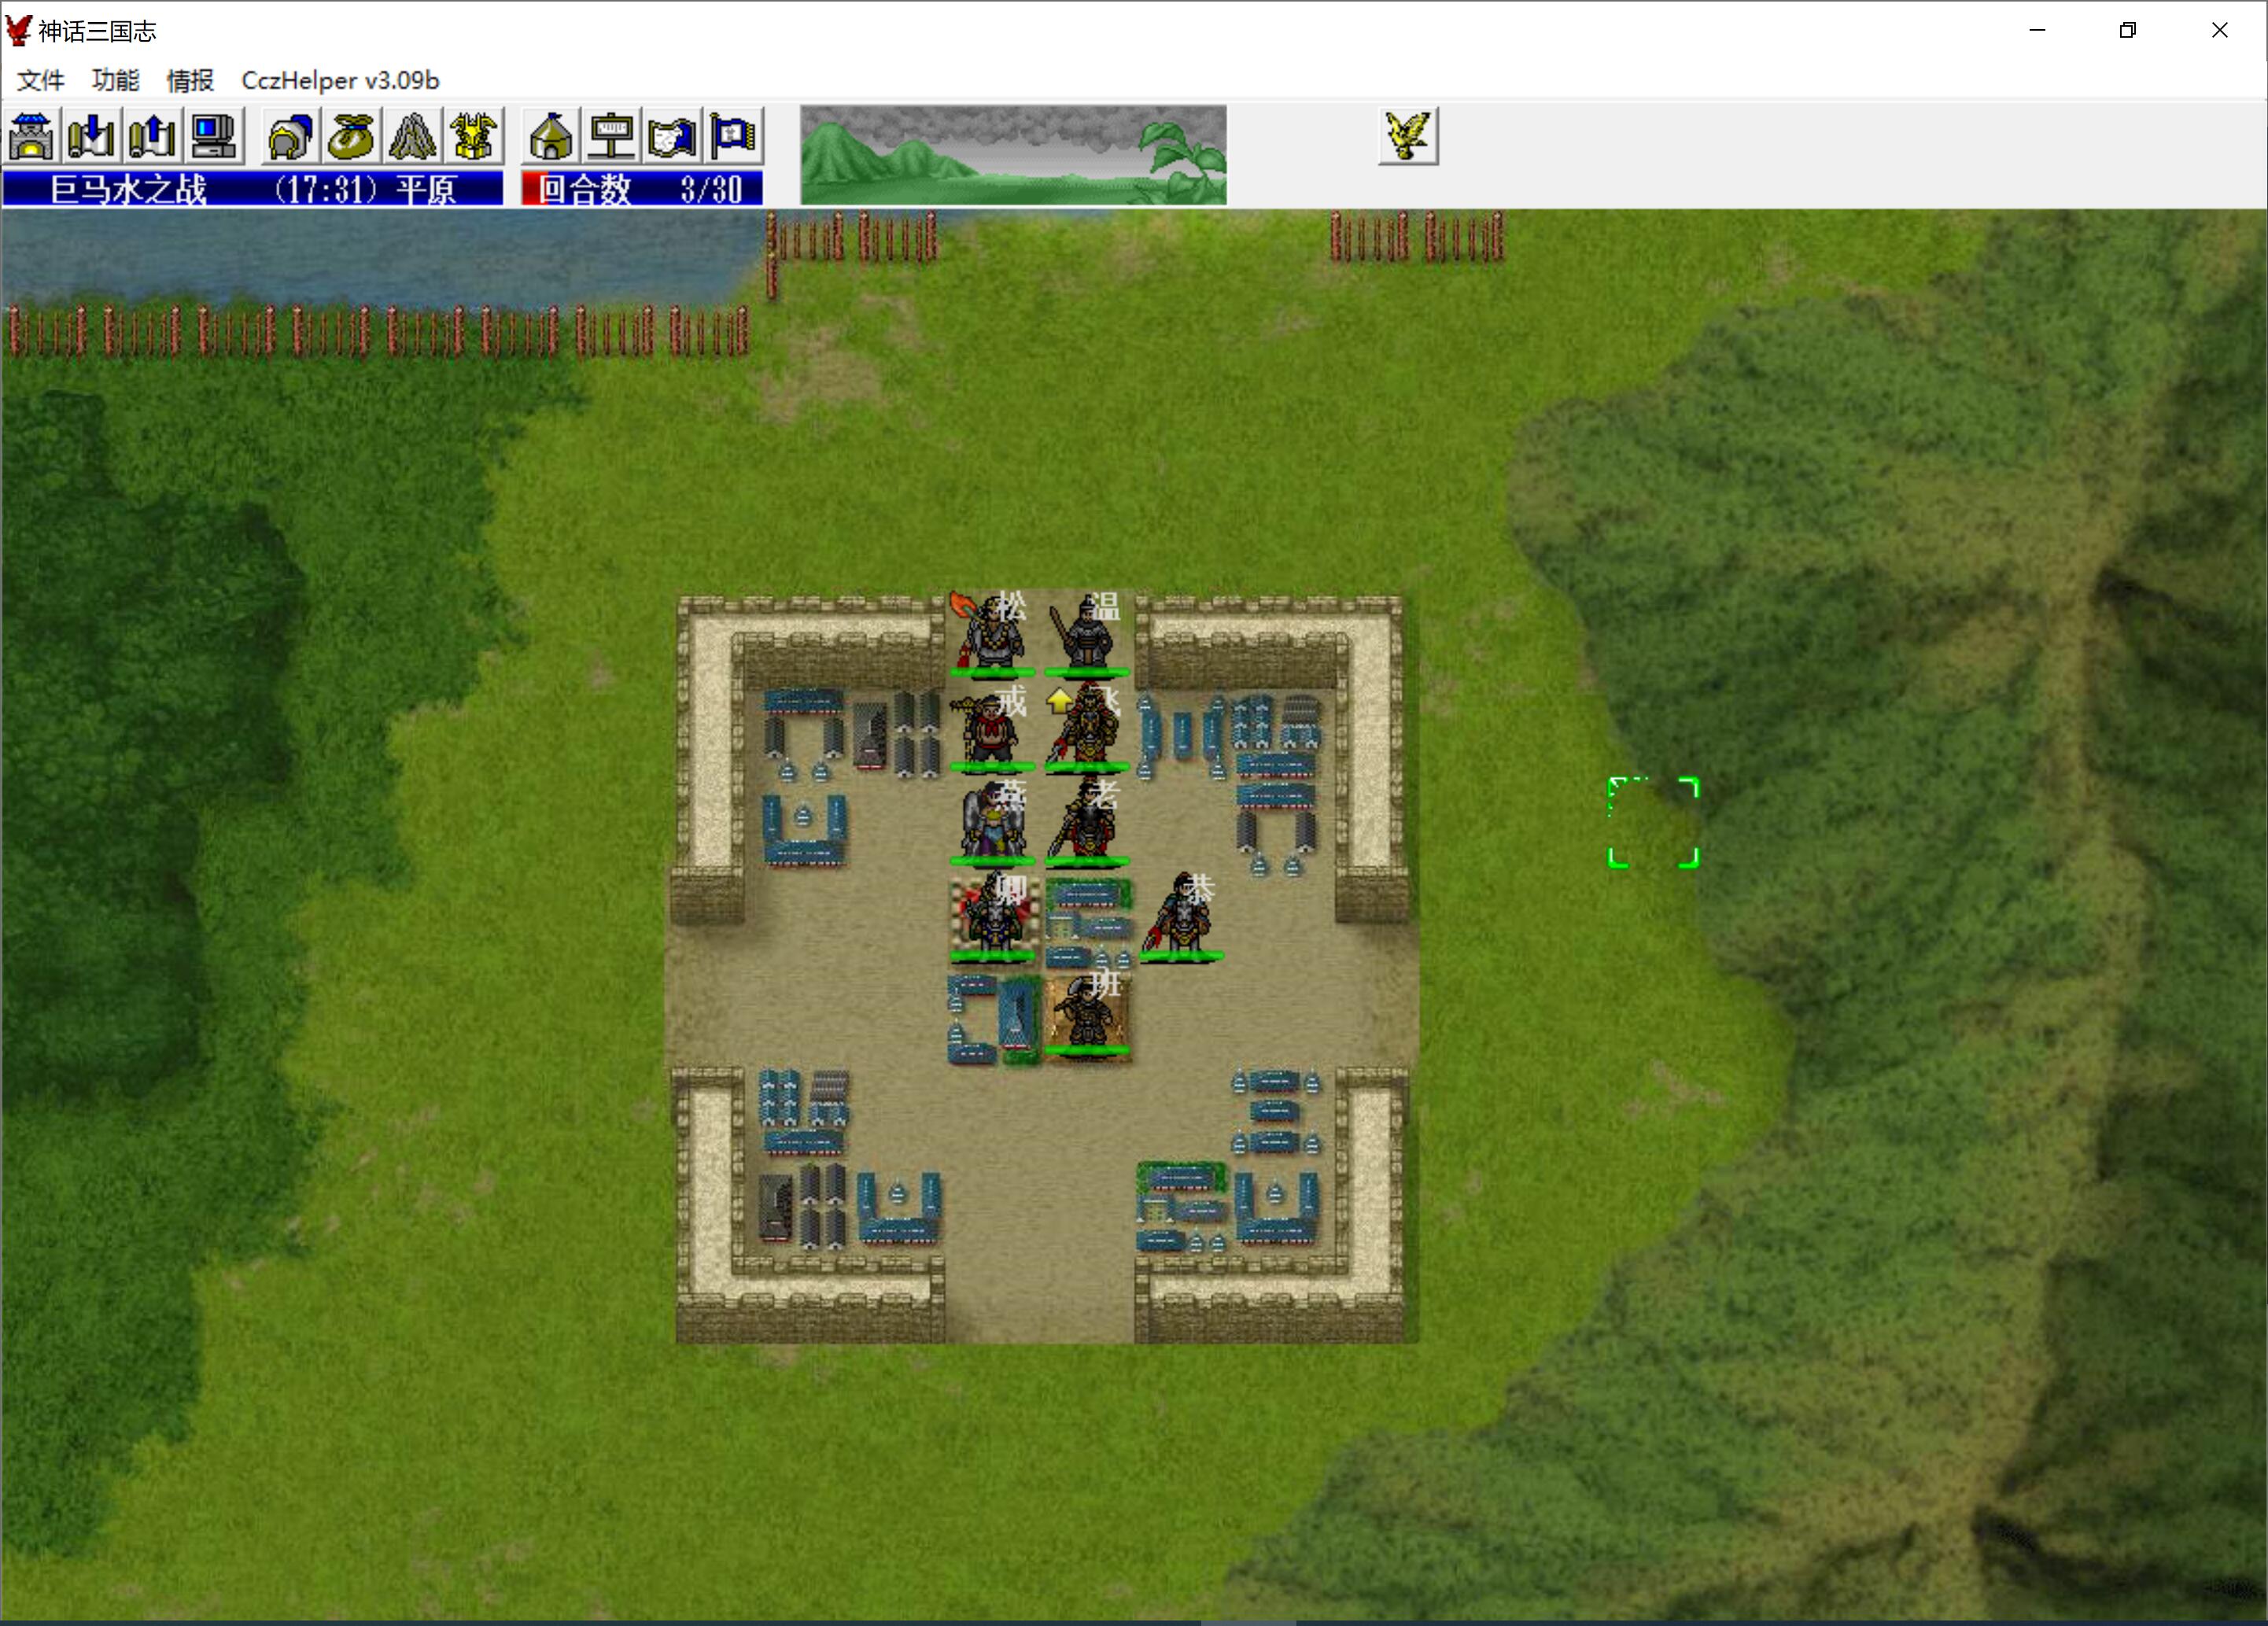 神话三国志
文件 功能 情报 CczHelper v3.09b
巨马水之战 (17:31) 平原 回合数 3/30
松 温
戒 飞
燕 老
卿 恭
班